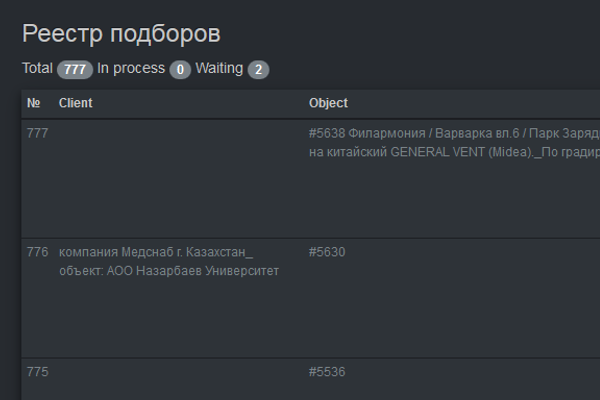 Реестр подборов
Total 777 In process 0 Waiting 2
№ Client Object
777 #5638 Филармония / Варварка вл.6 / Парк Заряд
на китайский GENERAL VENT (Midea)._По градир
776 компания Медснаб г. Казахстан_ #5630
объект: АОО Назарбаев Университет
775 #5536